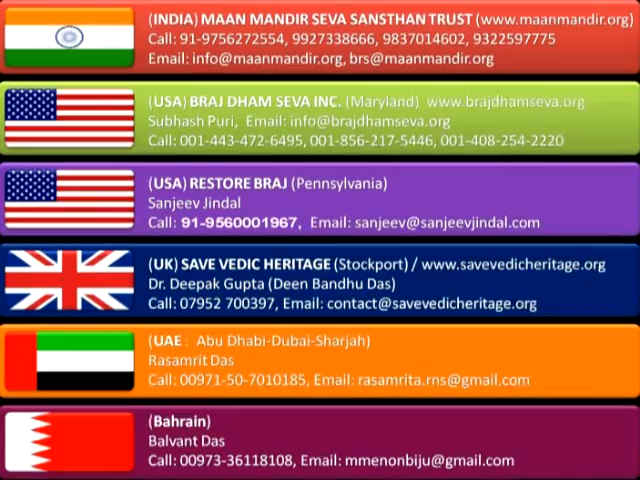 (INDIA) MAAN MANDIR SEVA SANSTHAN TRUST (www.maanmandir.org)
Call: 91-9756272554, 9927338666, 9837014602, 9322597775
Email: info@maanmandir.org, brs@maanmandir.org
(USA) BRAJ DHAM SEVA INC. (Maryland) www.brajdhamseva.org
Subhash Puri, Email: info@brajdhamseva.org
Call: 001-443-472-6495, 001-856-217-5446, 001-408-254-2220
(USA) RESTORE BRAJ (Pennsylvania)
Sanjeev Jindal
Call: 91-9560001967, Email: sanjeev@sanjeevjindal.com
(UK) SAVE VEDIC HERITAGE (Stockport) / www.savevedicheritage.org
Dr. Deepak Gupta (Deen Bandhu Das)
Call: 07952 700397, Email: contact@savevedicheritage.org
(UAE : Abu Dhabi-Dubai-Sharjah)
Rasamrit Das
Call: 00971-50-7010185, Email: rasamrita.rns@gmail.com
(Bahrain)
Balvant Das
Call: 00973-36118108, Email: mmenonbiju@gmail.com